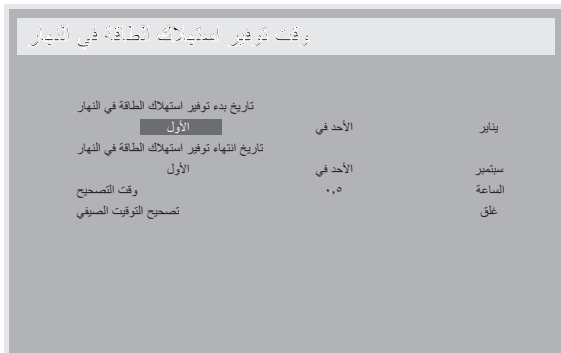 وقت توفير استهلاك الطاقة في النهار
تاريخ بدء توفير استهلاك الطاقة في النهار
يناير الأحد في الأول
تاريخ انتهاء توفير استهلاك الطاقة في النهار
سبتمبر الأحد في الأول
الساعة ٠,٥ وقت التصحيح
غلق تصحيح التوقيت الصيفي